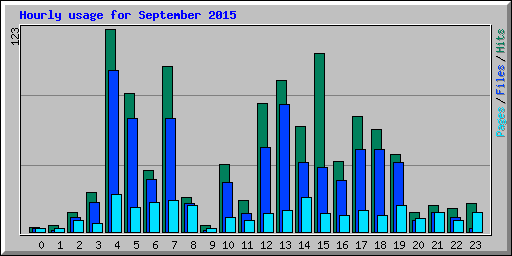 Hourly usage for September 2015
123
Pages / Files / Hits
0 1 2 3 4 5 6 7 8 9 10 11 12 13 14 15 16 17 18 19 20 21 22 23